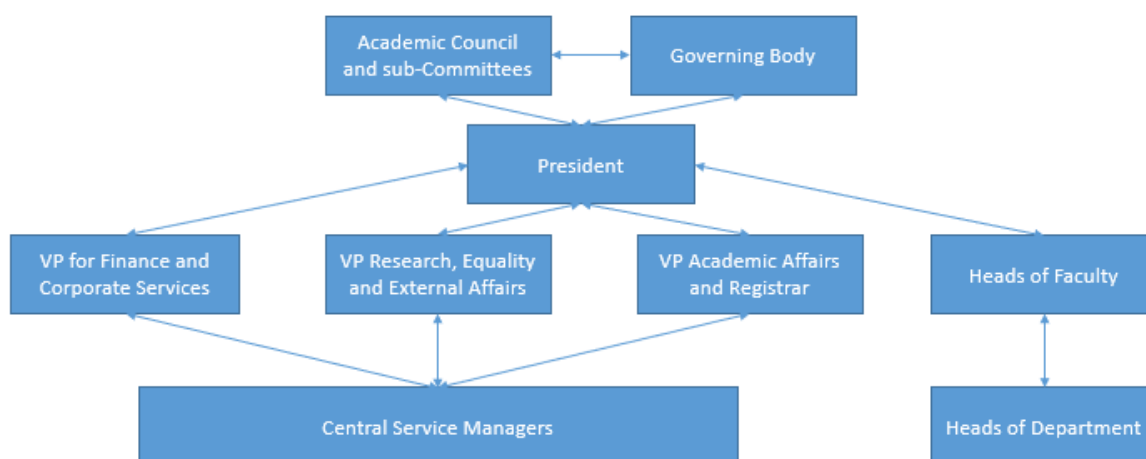 Academic Council
and sub-Committees
Governing Body
President
VP for Finance and
Corporate Services
VP Research, Equality
and External Affairs
VP Academic Affairs
and Registrar
Heads of Faculty
Central Service Managers
Heads of Department